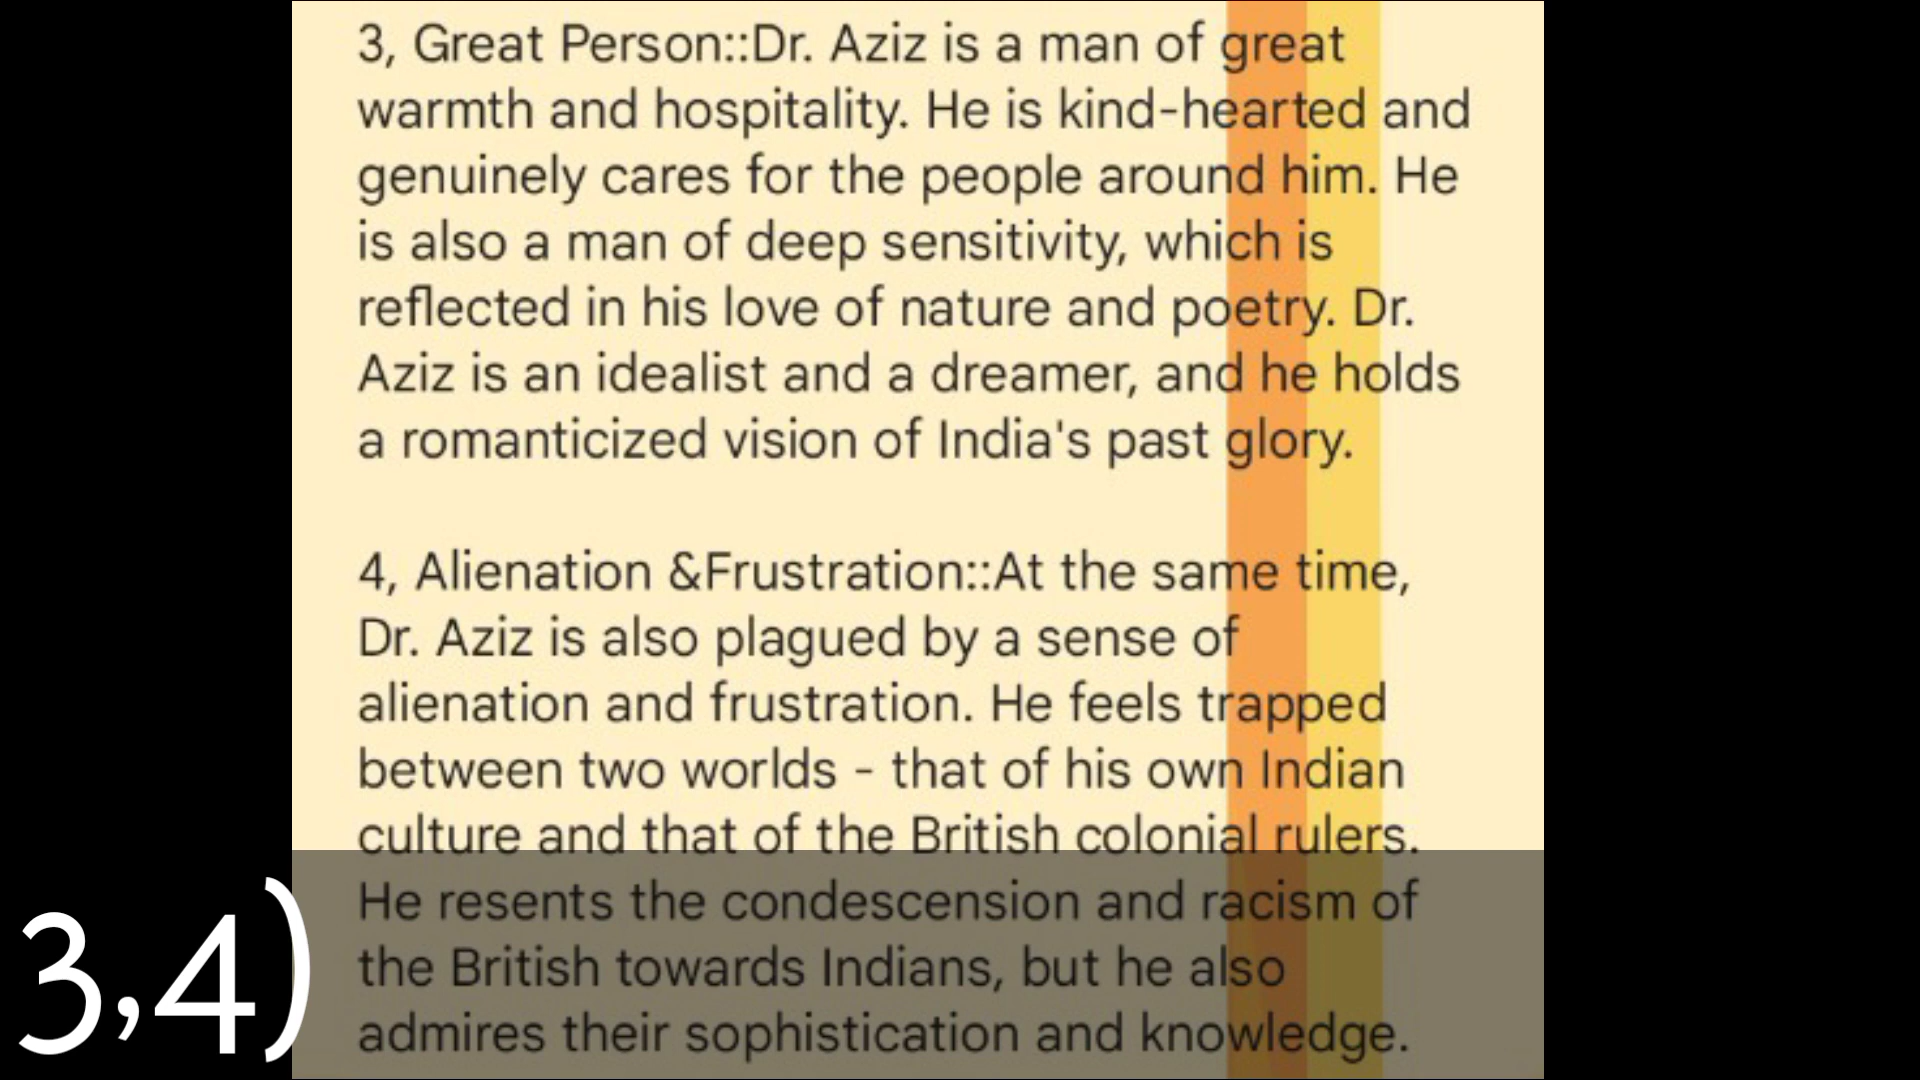 3, Great Person::Dr. Aziz is a man of great
warmth and hospitality. He is kind-hearted and
genuinely cares for the people around him. He
is also a man of deep sensitivity, which is
reflected in his love of nature and poetry. Dr.
Aziz is an idealist and a dreamer, and he holds
a romanticized vision of India's past glory.
4, Alienation &Frustration::At the same time,
Dr. Aziz is also plagued by a sense of
alienation and frustration. He feels trapped
between two worlds - that of his own Indian
culture and that of the British colonial rulers.
He resents the condescension and racism of
the British towards Indians, but he also
admires their sophistication and knowledge.
3,4)